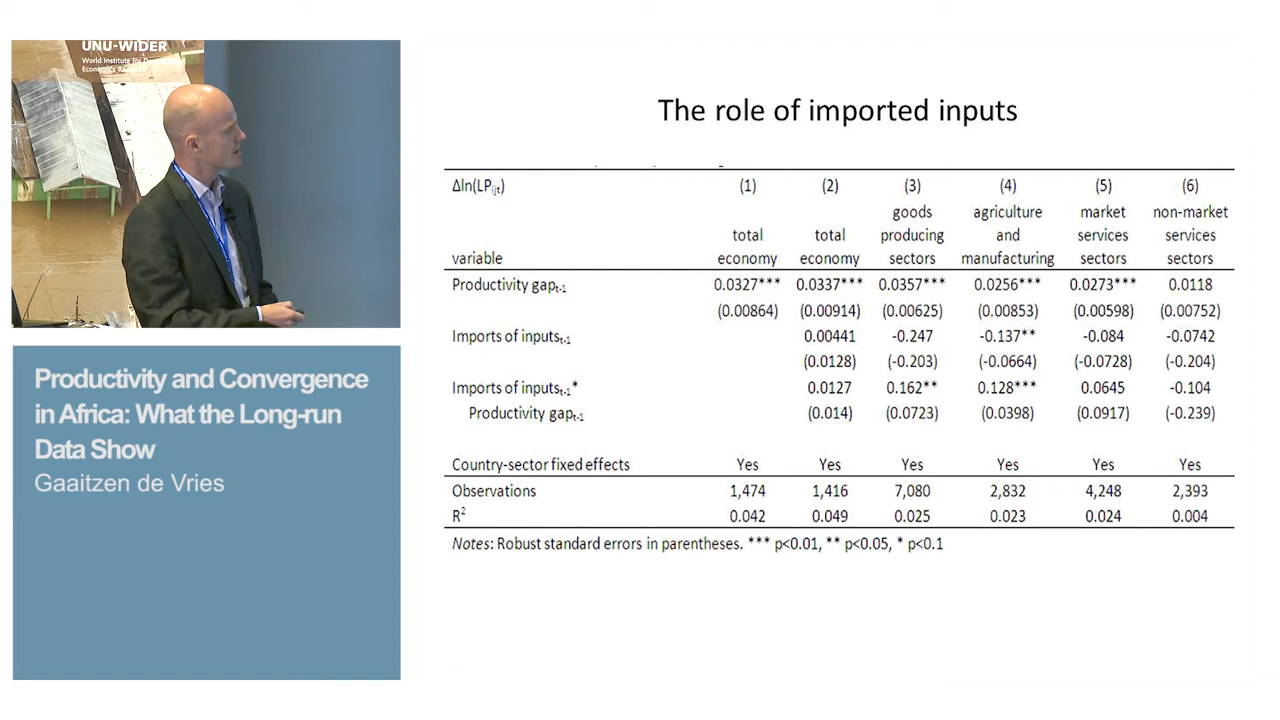 UNU-WIDER
World Institute for Development
Economics Research
Productivity and Convergence
in Africa: What the Long-run
Data Show
Gaaitzen de Vries
The role of imported inputs
Δln(LPijt) (1) (2) (3) (4) (5) (6)
goods agriculture market non-market
total total producing and services services
variable economy economy sectors manufacturing sectors sectors
Productivity gapt-1 0.0327*** 0.0337*** 0.0357*** 0.0256*** 0.0273*** 0.0118
(0.00864) (0.00914) (0.00625) (0.00853) (0.00598) (0.00752)
Imports of inputst-1 0.00441 -0.247 -0.137** -0.084 -0.0742
(0.0128) (-0.203) (-0.0664) (-0.0728) (-0.204)
Imports of inputst-1* 0.0127 0.162** 0.128*** 0.0645 -0.104
Productivity gapt-1 (0.014) (0.0723) (0.0398) (0.0917) (-0.239)
Country-sector fixed effects Yes Yes Yes Yes Yes Yes
Observations 1,474 1,416 7,080 2,832 4,248 2,393
R2 0.042 0.049 0.025 0.023 0.024 0.004
Notes: Robust standard errors in parentheses. *** p<0.01, ** p<0.05, * p<0.1